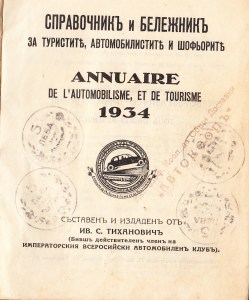 СПРАВОЧНИКЪ и БЕЛЕЖНИКЪ
ЗА ТУРИСТИТѢ, АВТОМОБИЛИСТИТѢ И ШОФЬОРИТѢ
ANNUAIRE
DE L'AUTOMOBILISME, ET DE TOURISME
1934
СЪСТАВЕНЪ И ИЗДАДЕНЪ ОТЪ
ИВ. С. ТИХАНОВИЧЪ
(Бившъ действителенъ членъ на
ИМПЕРАТОРСКИЯ ВСЕРОСИЙСКИ АВТОМОБИЛЕНЪ КЛУБЪ).